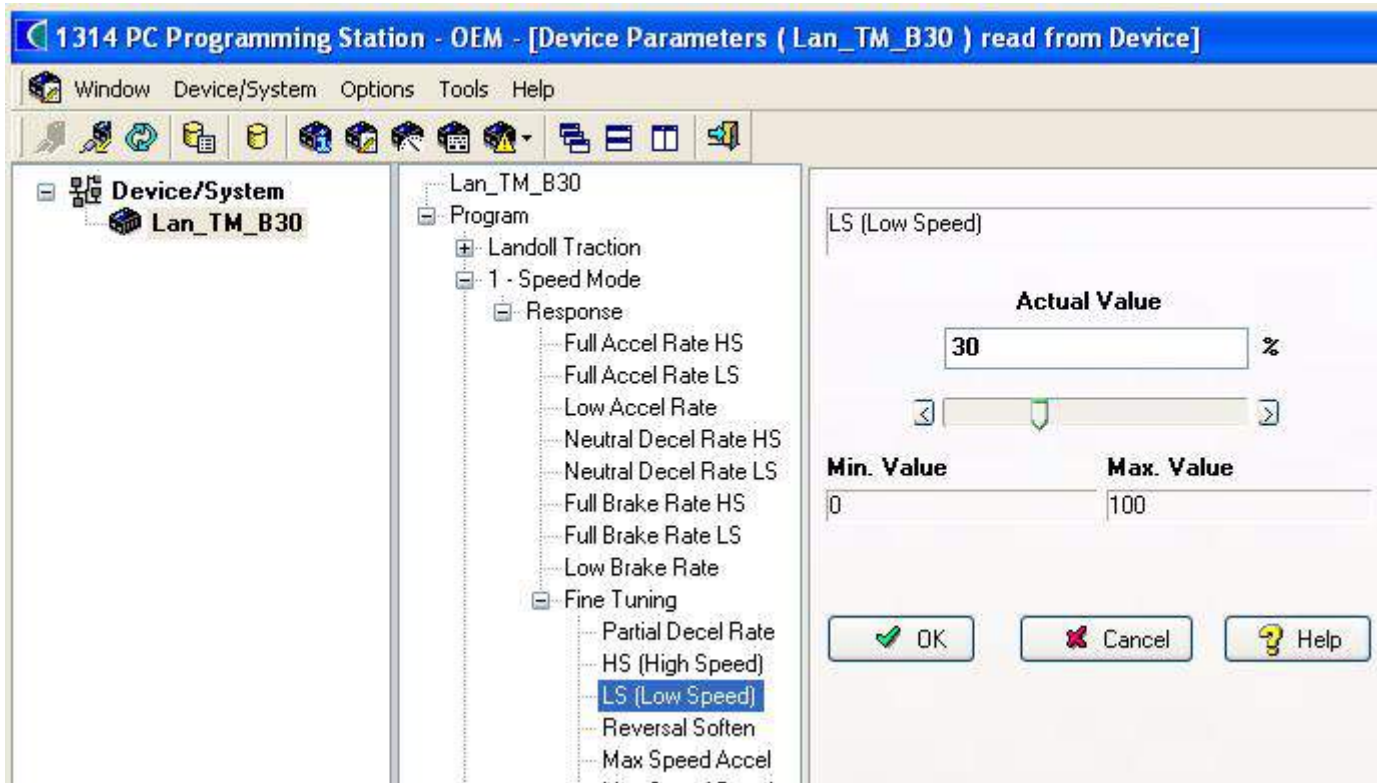 1314 PC Programming Station - OEM - [Device Parameters ( Lan_TM_B30 ) read from Device]
Window Device/System Options Tools Help
Device/System
Lan_TM_B30
Lan_TM_B30
Program
Landoll Traction
1 - Speed Mode
Response
Full Accel Rate HS
Full Accel Rate LS
Low Accel Rate
Neutral Decel Rate HS
Neutral Decel Rate LS
Full Brake Rate HS
Full Brake Rate LS
Low Brake Rate
Fine Tuning
Partial Decel Rate
HS (High Speed)
LS (Low Speed)
Reversal Soften
Max Speed Accel
LS (Low Speed)
Actual Value
30 %
Min. Value Max. Value
0 100
OK Cancel Help